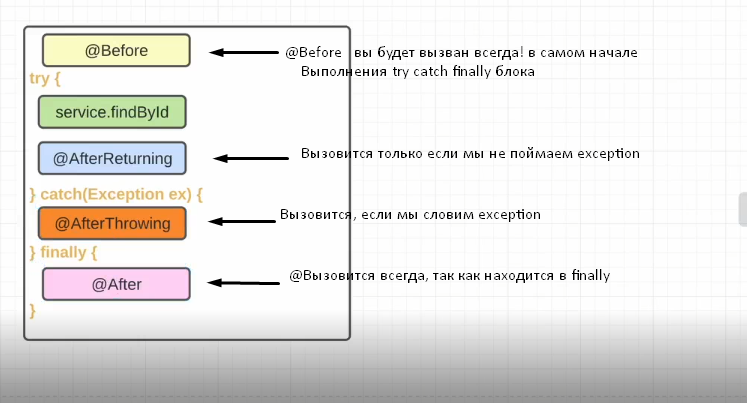 @Before
@Before вы будет вызван всегда! в самом начале
Выполнения try catch finally блока
try {
service.findById
@AfterReturning
Вызовится только если мы не поймаем exception
} catch(Exception ex) {
@AfterThrowing
Вызовится, если мы словим exception
} finally {
@After
@Вызовится всегда, так как находится в finally
}